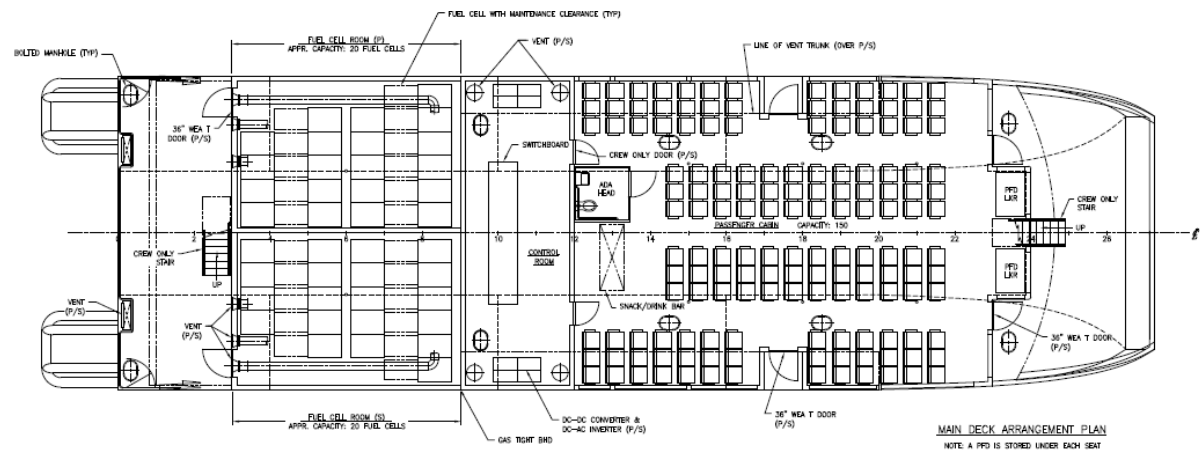 FUEL CELL WITH MAINTENANCE CLEARANCE (TYP)
FUEL CELL ROOM (P)
APPR. CAPACITY: 20 FUEL CELLS
VENT (P/S)
LINE OF VENT TRUNK (OVER P/S)
BOLTED MANHOLE (TYP)
36" WEA T
DOOR (P/S)
SWITCHBOARD
CREW ONLY DOOR (P/S)
ADA
HEAD
PFD
LKR
CREW ONLY
STAIR
PASSENGER CABIN CAPACITY: 150
0 2 4 6 8 10 12 14 16 18 20 22 24 26
UP
CREW ONLY
STAIR
UP
CONTROL
ROOM
PFD
LKR
VENT
(P/S)
VENT
(P/S)
SNACK/DRINK BAR
36" WEA T DOOR
(P/S)
FUEL CELL ROOM (S)
APPR. CAPACITY: 20 FUEL CELLS
DC-DC CONVERTER &
DC-AC INVERTER (P/S)
GAS TIGHT BHD
36" WEA T DOOR
(P/S)
MAIN DECK ARRANGEMENT PLAN
NOTE: A PFD IS STORED UNDER EACH SEAT